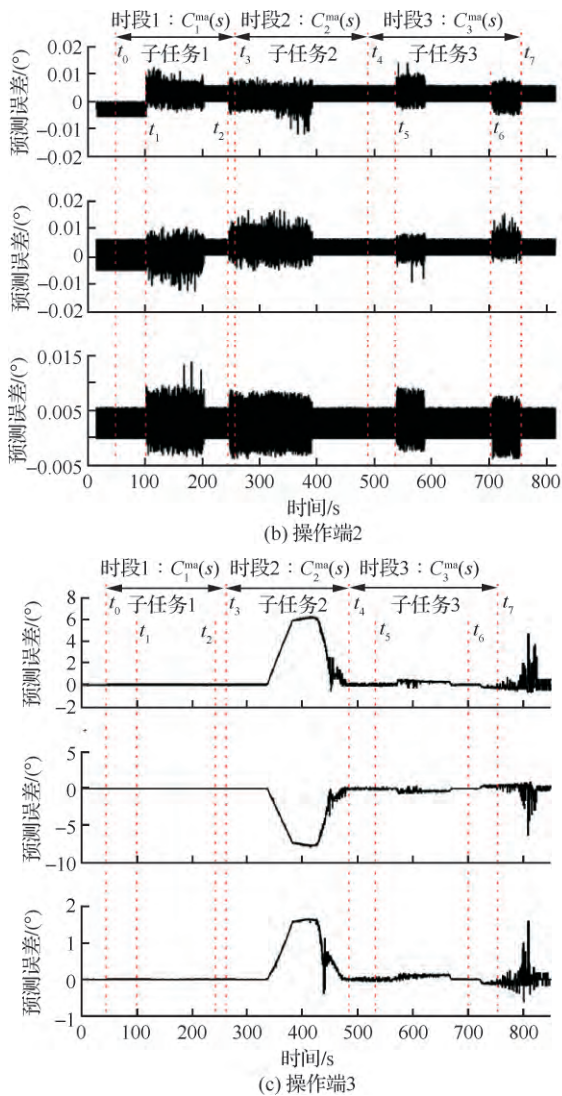 时段1：C₁ᵐᵃ(s) 时段2：C₂ᵐᵃ(s) 时段3：C₃ᵐᵃ(s)
t₀ 子任务1 t₃ 子任务2 t₄ 子任务3 t₇
t₁ t₂ t₅ t₆
预测误差/(°)
0.02
0.01
0
−0.01
−0.02
预测误差/(°)
0.02
0.01
0
−0.01
−0.02
预测误差/(°)
0.015
0.005
−0.005
0 100 200 300 400 500 600 700 800
时间/s
(b) 操作端2
时段1：C₁ᵐᵃ(s) 时段2：C₂ᵐᵃ(s) 时段3：C₃ᵐᵃ(s)
t₀ 子任务1 t₃ 子任务2 t₄ 子任务3 t₇
t₁ t₂ t₅ t₆
预测误差/(°)
8
6
4
2
0
−2
预测误差/(°)
5
0
−5
−10
预测误差/(°)
2
1
0
−1
0 100 200 300 400 500 600 700 800
时间/s
(c) 操作端3